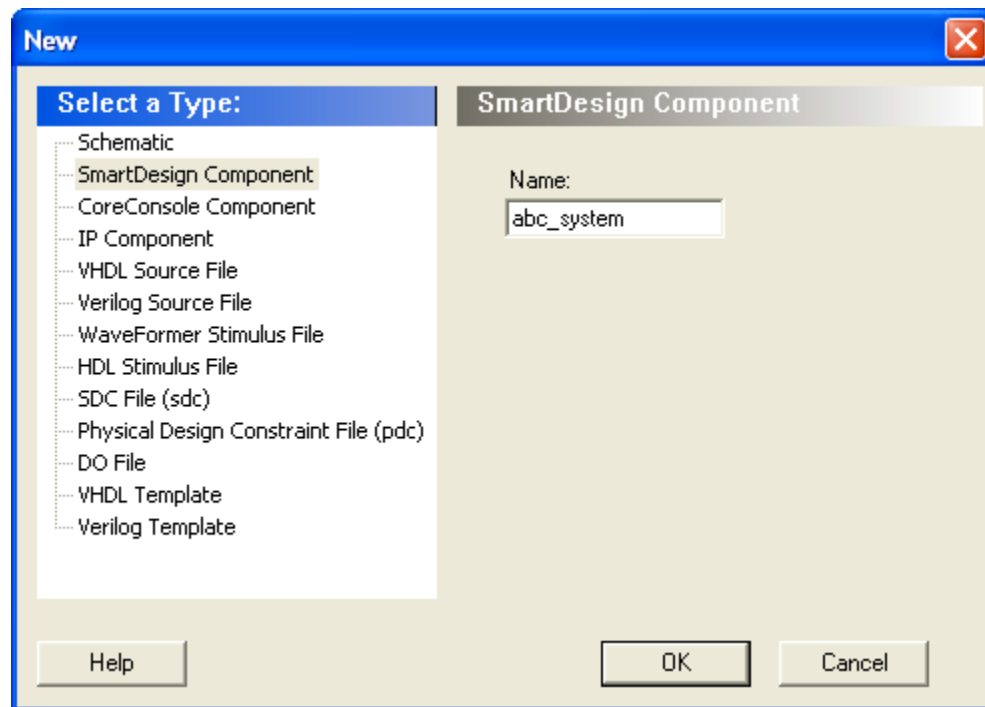 New
Select a Type:
Schematic
SmartDesign Component
CoreConsole Component
IP Component
VHDL Source File
Verilog Source File
WaveFormer Stimulus File
HDL Stimulus File
SDC File (sdc)
Physical Design Constraint File (pdc)
DO File
VHDL Template
Verilog Template
SmartDesign Component
Name:
abc_system
Help
OK
Cancel